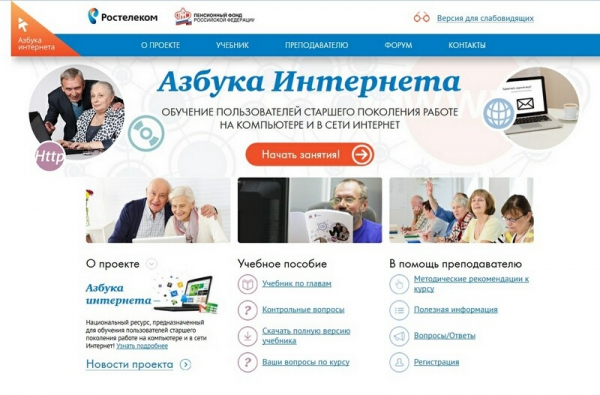 Азбука
интернета
Ростелеком
ПЕНСИОННЫЙ ФОНД
РОССИЙСКОЙ ФЕДЕРАЦИИ
Версия для слабовидящих
О ПРОЕКТЕ УЧЕБНИК ПРЕПОДАВАТЕЛЮ ФОРУМ КОНТАКТЫ
Азбука Интернета
ОБУЧЕНИЕ ПОЛЬЗОВАТЕЛЕЙ СТАРШЕГО ПОКОЛЕНИЯ РАБОТЕ
НА КОМПЬЮТЕРЕ И В СЕТИ ИНТЕРНЕТ
Http
Начать занятия!
О проекте
Азбука
интернета
Национальный ресурс, предназначенный
для обучения пользователей старшего
поколения работе на компьютере и в сети
Интернет! Узнать подробнее
Новости проекта
Учебное пособие
Учебник по главам
Контрольные вопросы
Скачать полную версию
учебника
Ваши вопросы по курсу
В помощь преподавателю
Методические рекомендации к
курсу
Полезная информация
Вопросы/Ответы
Регистрация